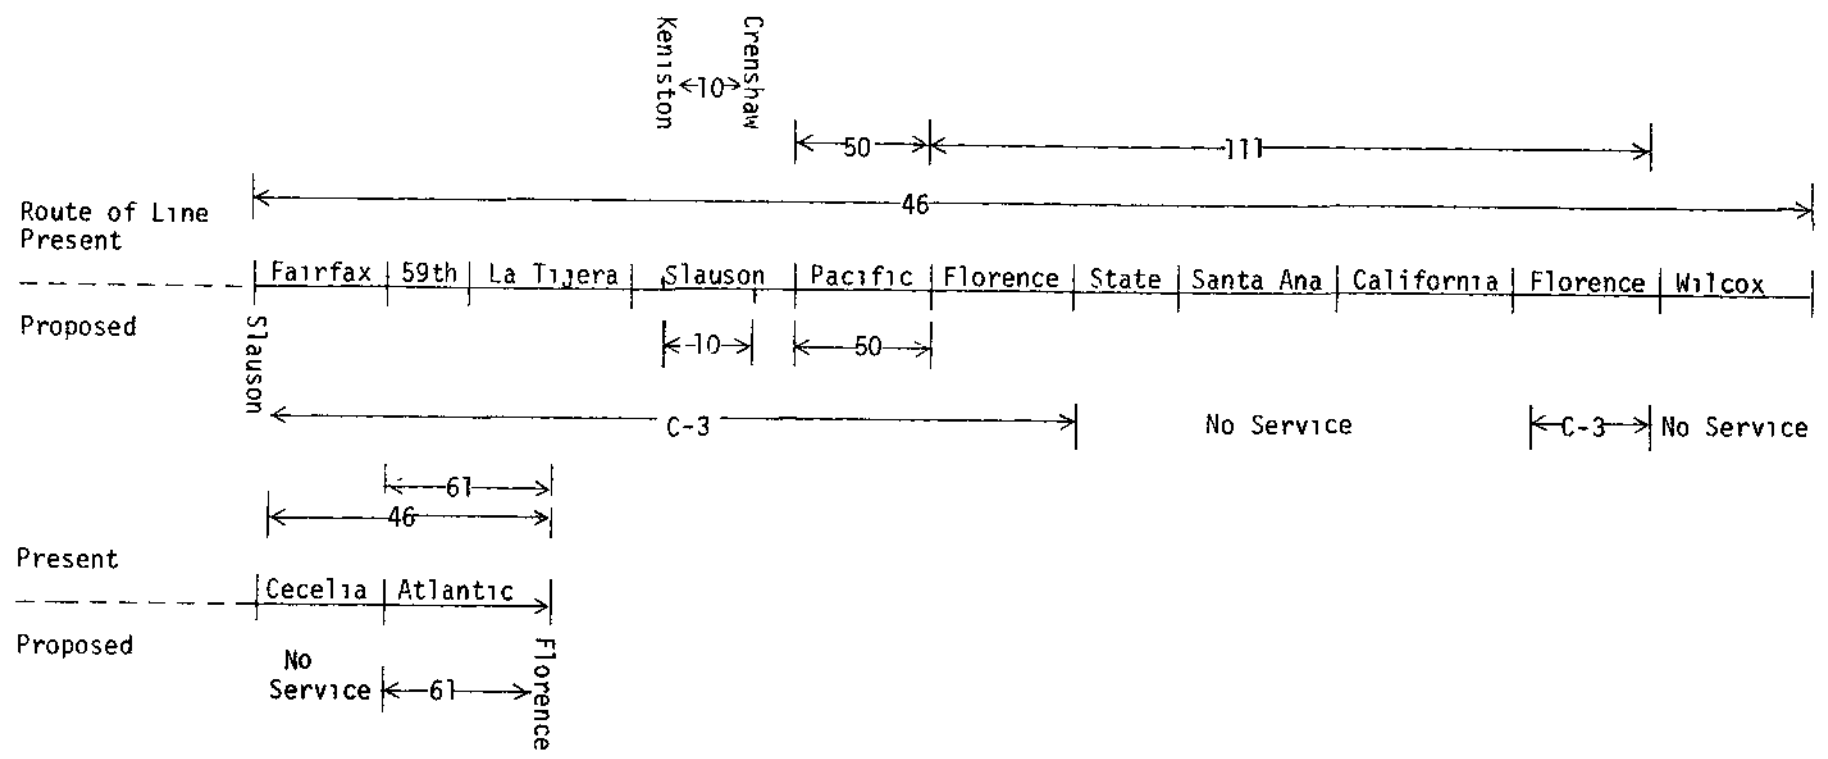 Keniston
Crenshaw
10
50
111
46
Route of Line
Present
Fairfax 59th La Tijera Slauson Pacific Florence State Santa Ana California Florence Wilcox
Proposed
Slauson
10
50
C-3
No Service
C-3
No Service
61
46
Present
Cecelia Atlantic
Proposed
No
Service
61
Florence